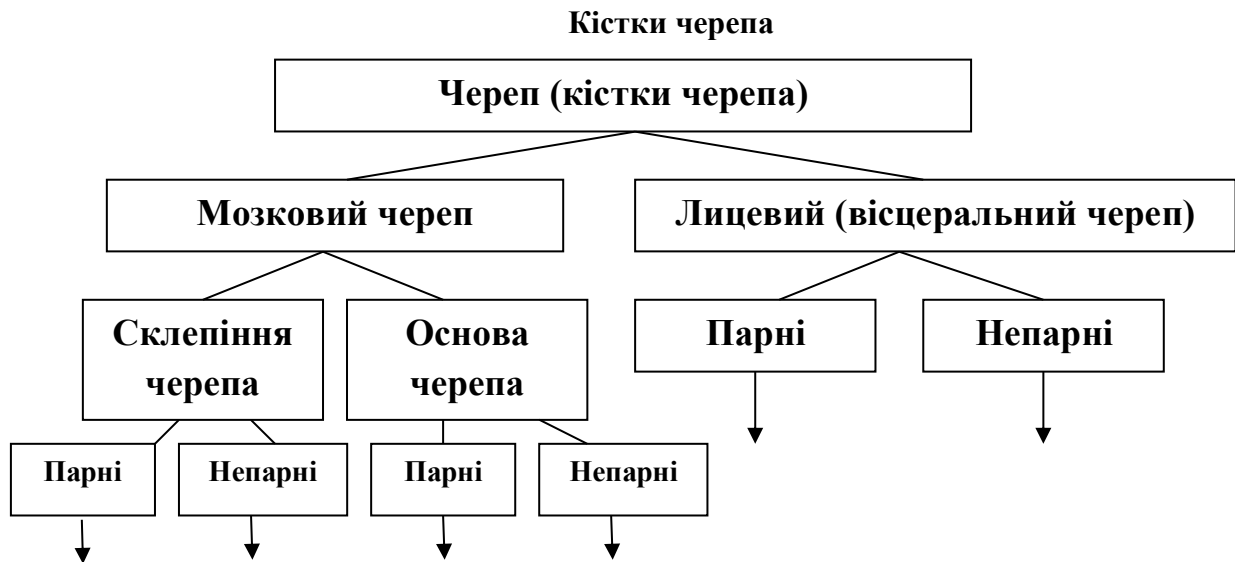 Кістки черепа
Череп (кістки черепа)
Мозковий череп
Лицевий (вісцеральний череп)
Склепіння
черепа
Основа
черепа
Парні
Непарні
Парні
Непарні
Парні
Непарні